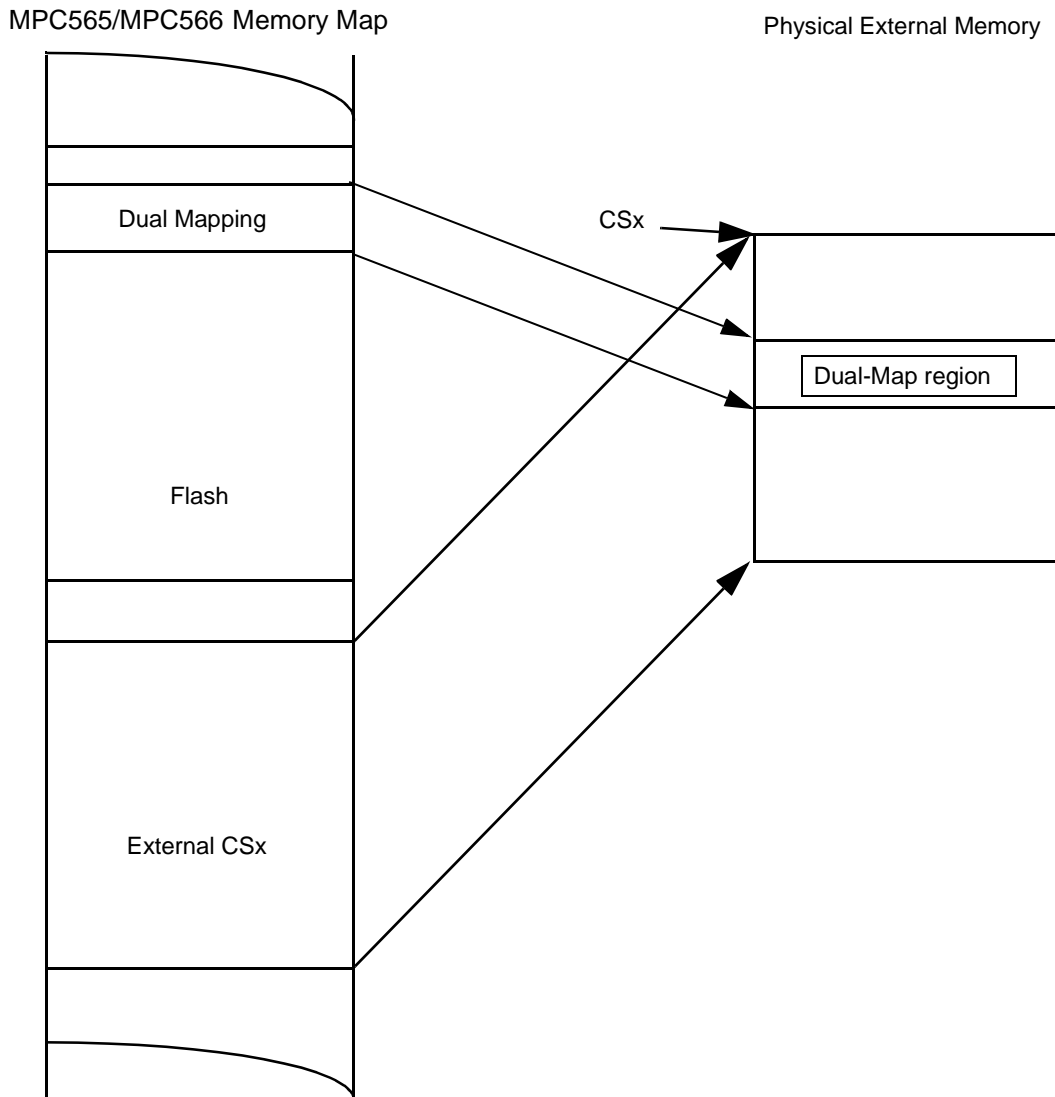 MPC565/MPC566 Memory Map
Physical External Memory
Dual Mapping
CSx
Dual-Map region
Flash
External CSx